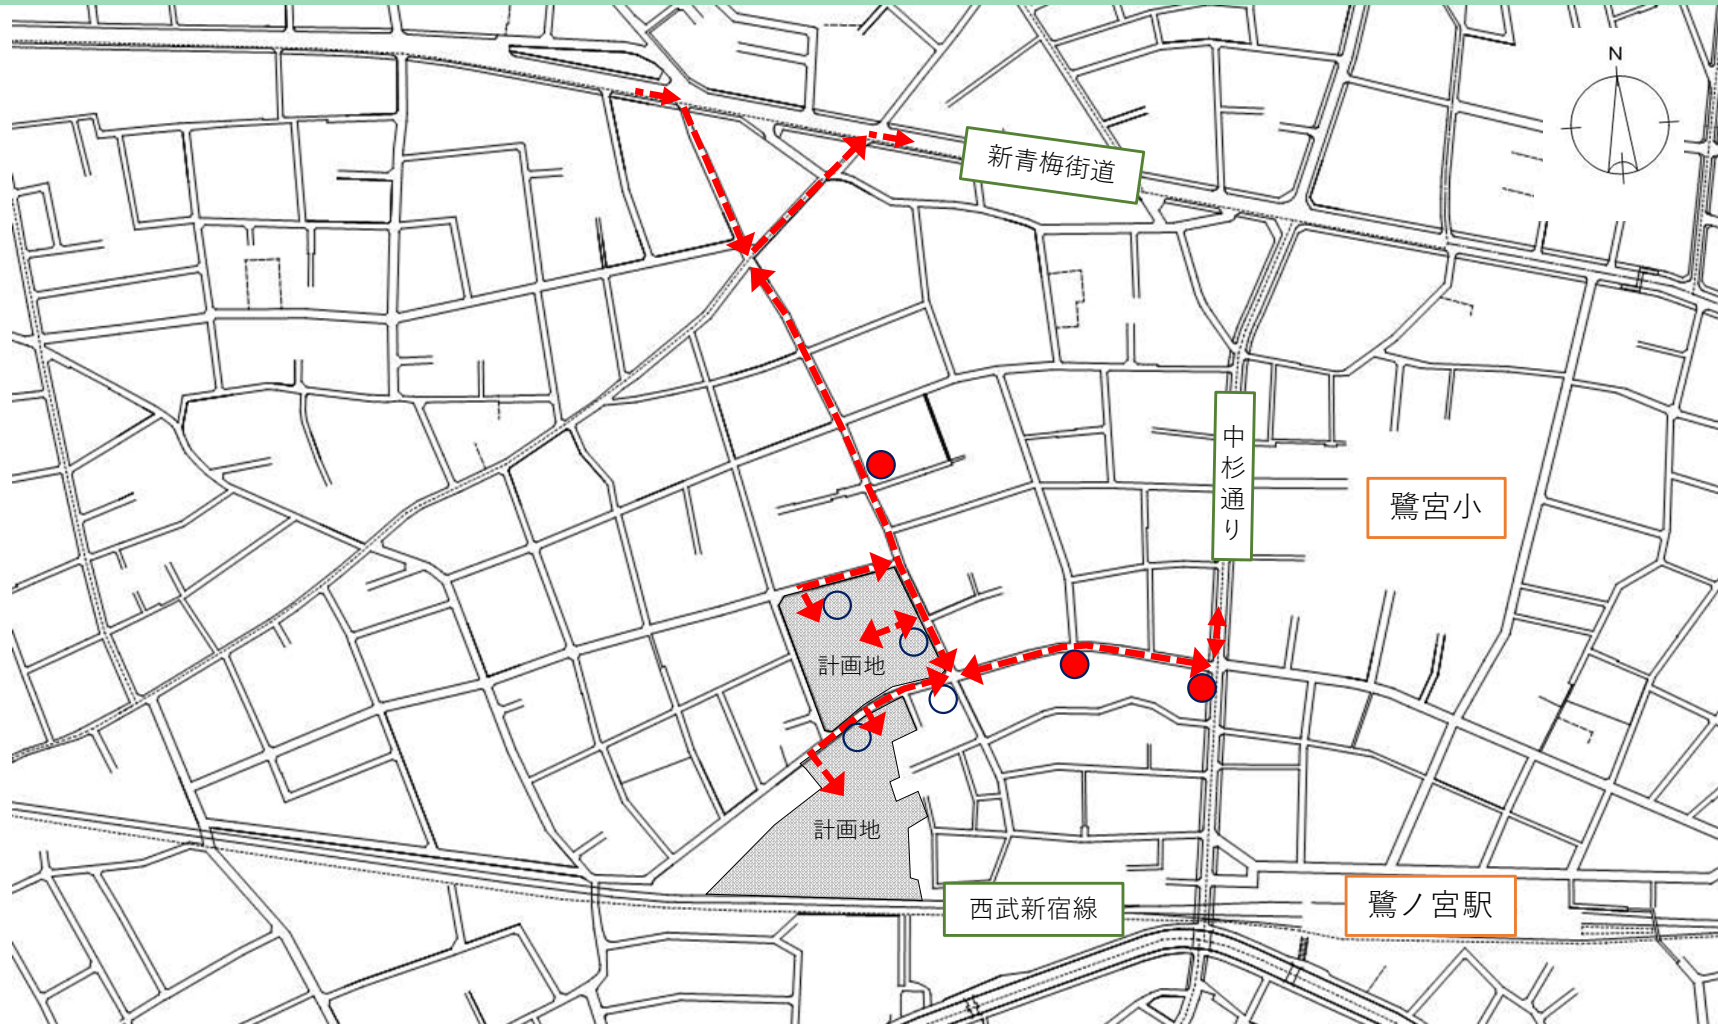 N
新青梅街道
中杉通り
鷺宮小
計画地
計画地
西武新宿線
鷺ノ宮駅